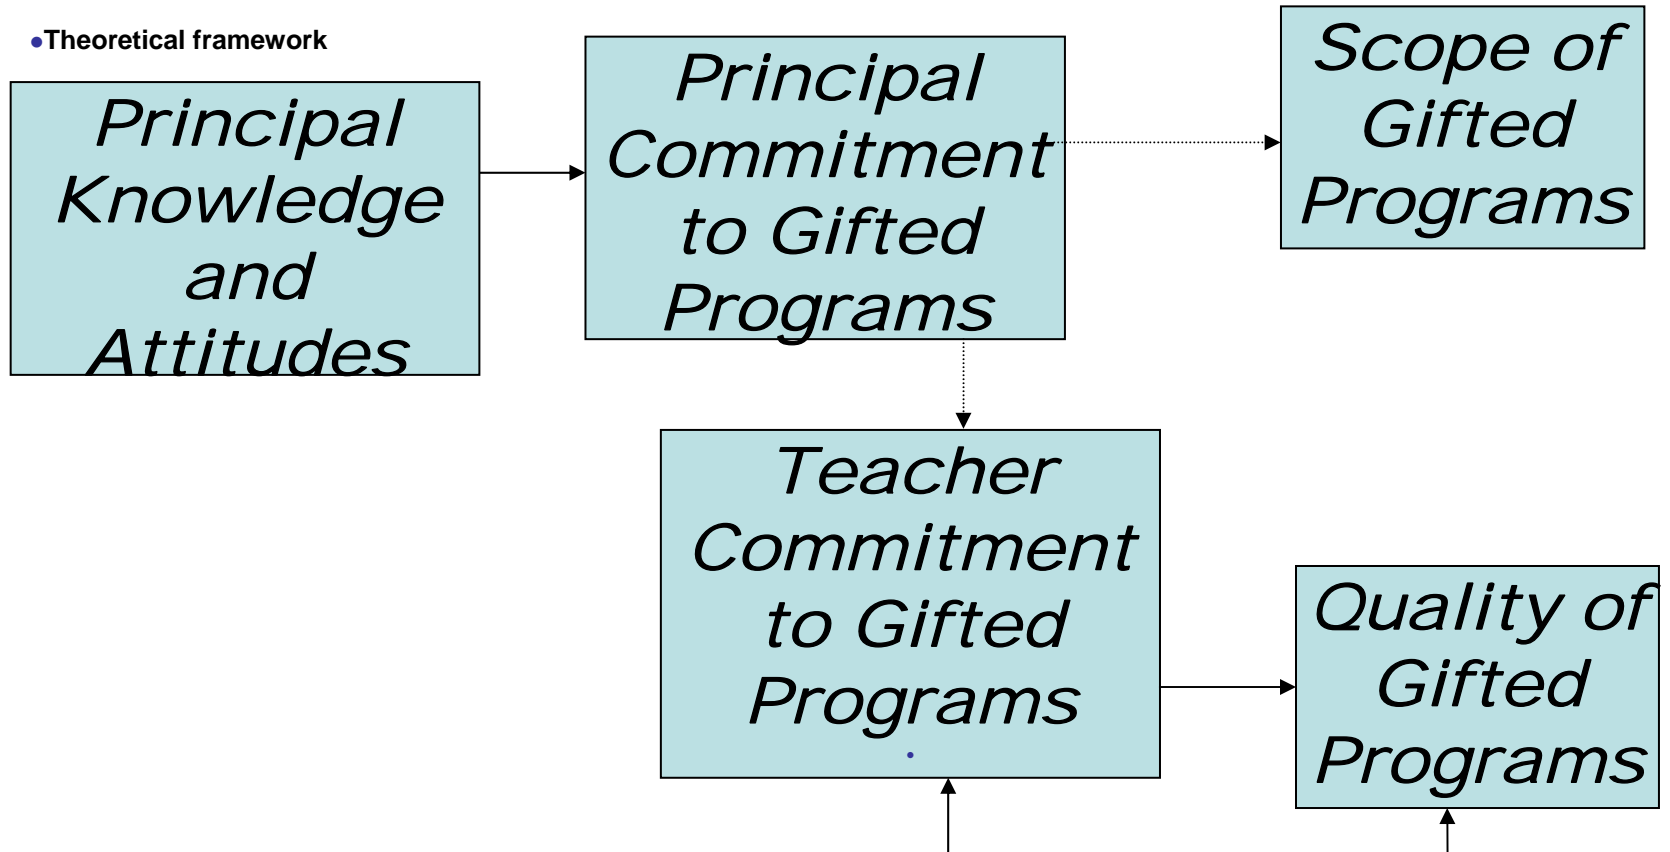 •Theoretical framework
Principal
Knowledge
and
Attitudes
Principal
Commitment
to Gifted
Programs
Scope of
Gifted
Programs
Teacher
Commitment
to Gifted
Programs
•
Quality of
Gifted
Programs